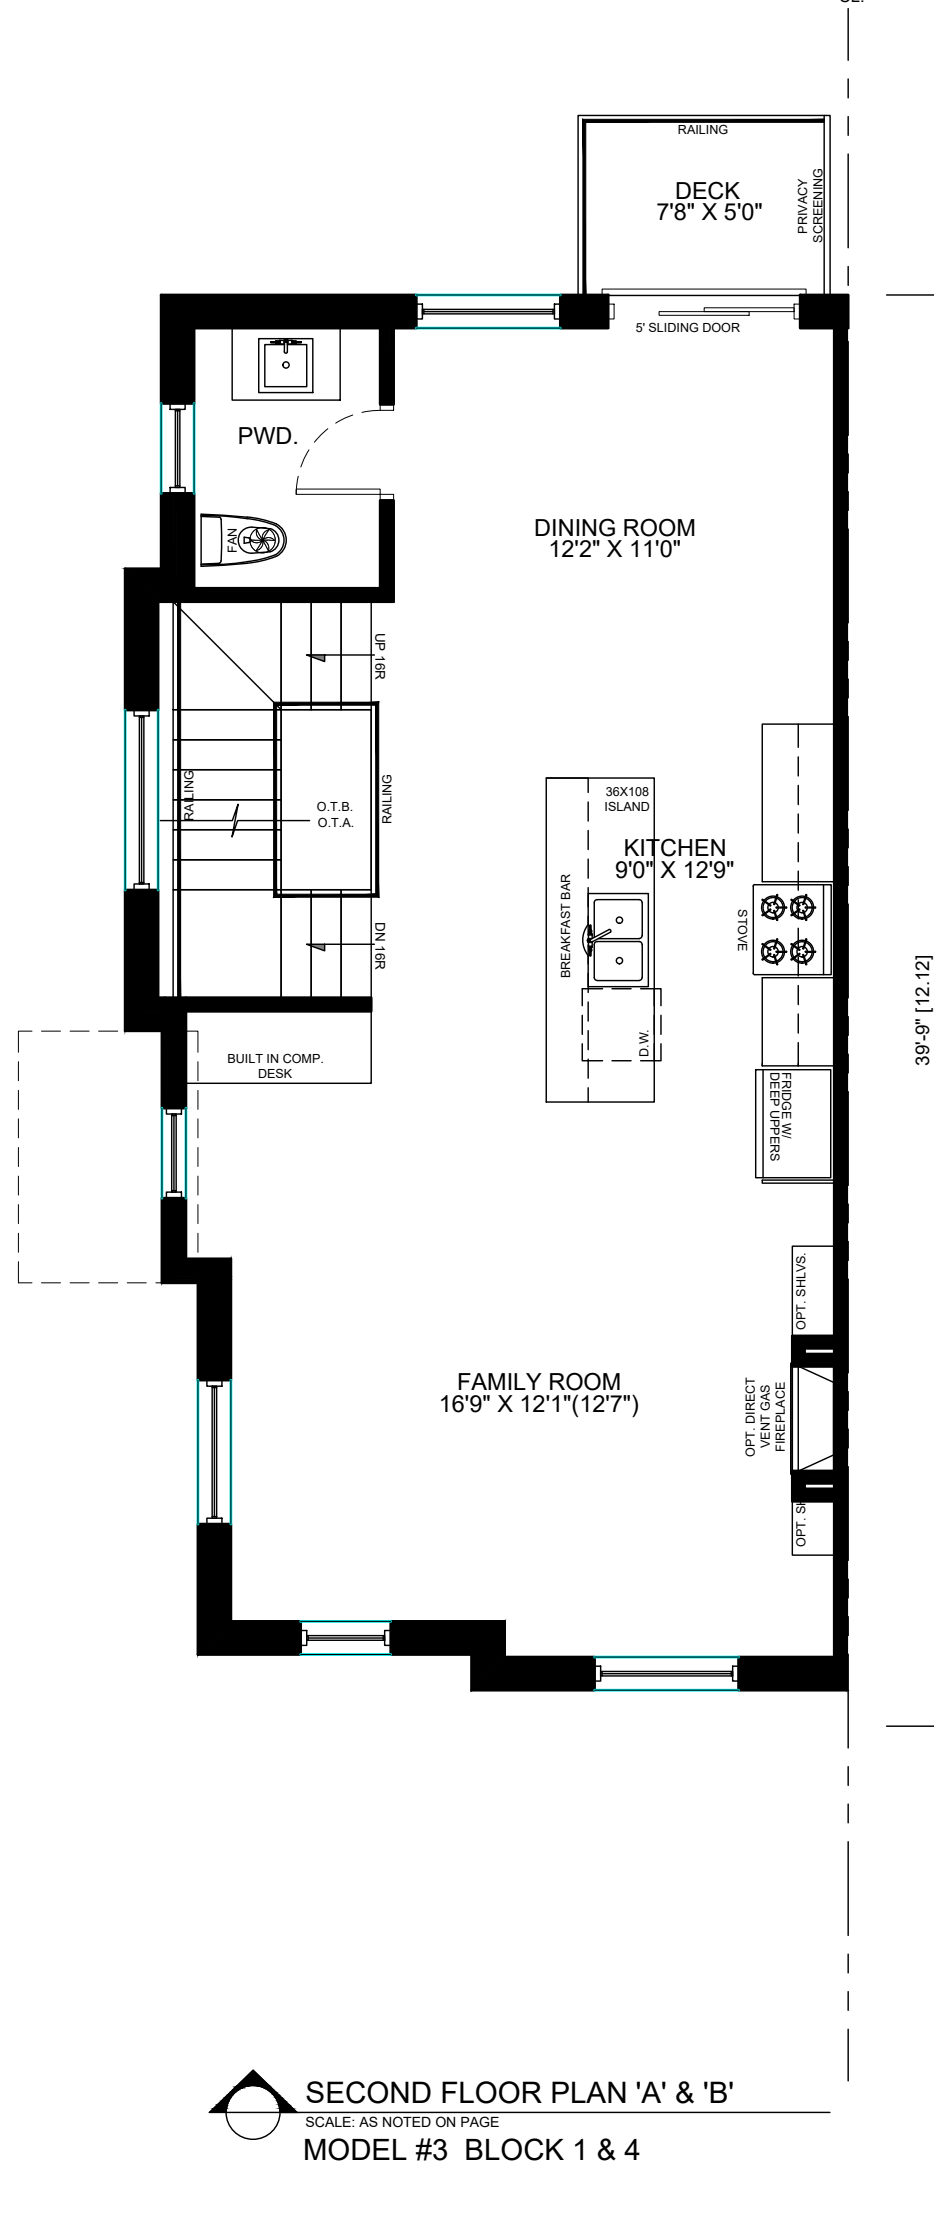 RAILING
DECK
7'8" X 5'0"
PRIVACY
SCREENING
5' SLIDING DOOR
PWD.
FAN
DINING ROOM
12'2" X 11'0"
UP 16R
RAILING
O.T.B.
O.T.A.
RAILING
36X108
ISLAND
KITCHEN
9'0" X 12'9"
BREAKFAST BAR
STOVE
DN 16R
D.W.
39'-9" [12.12]
BUILT IN COMP.
DESK
FRIDGE W/
DEEP UPPERS
OPT. SHLVS.
FAMILY ROOM
16'9" X 12'1"(12'7")
OPT. DIRECT
VENT GAS
FIREPLACE
OPT.
SECOND FLOOR PLAN 'A' & 'B'
SCALE: AS NOTED ON PAGE
MODEL #3 BLOCK 1 & 4